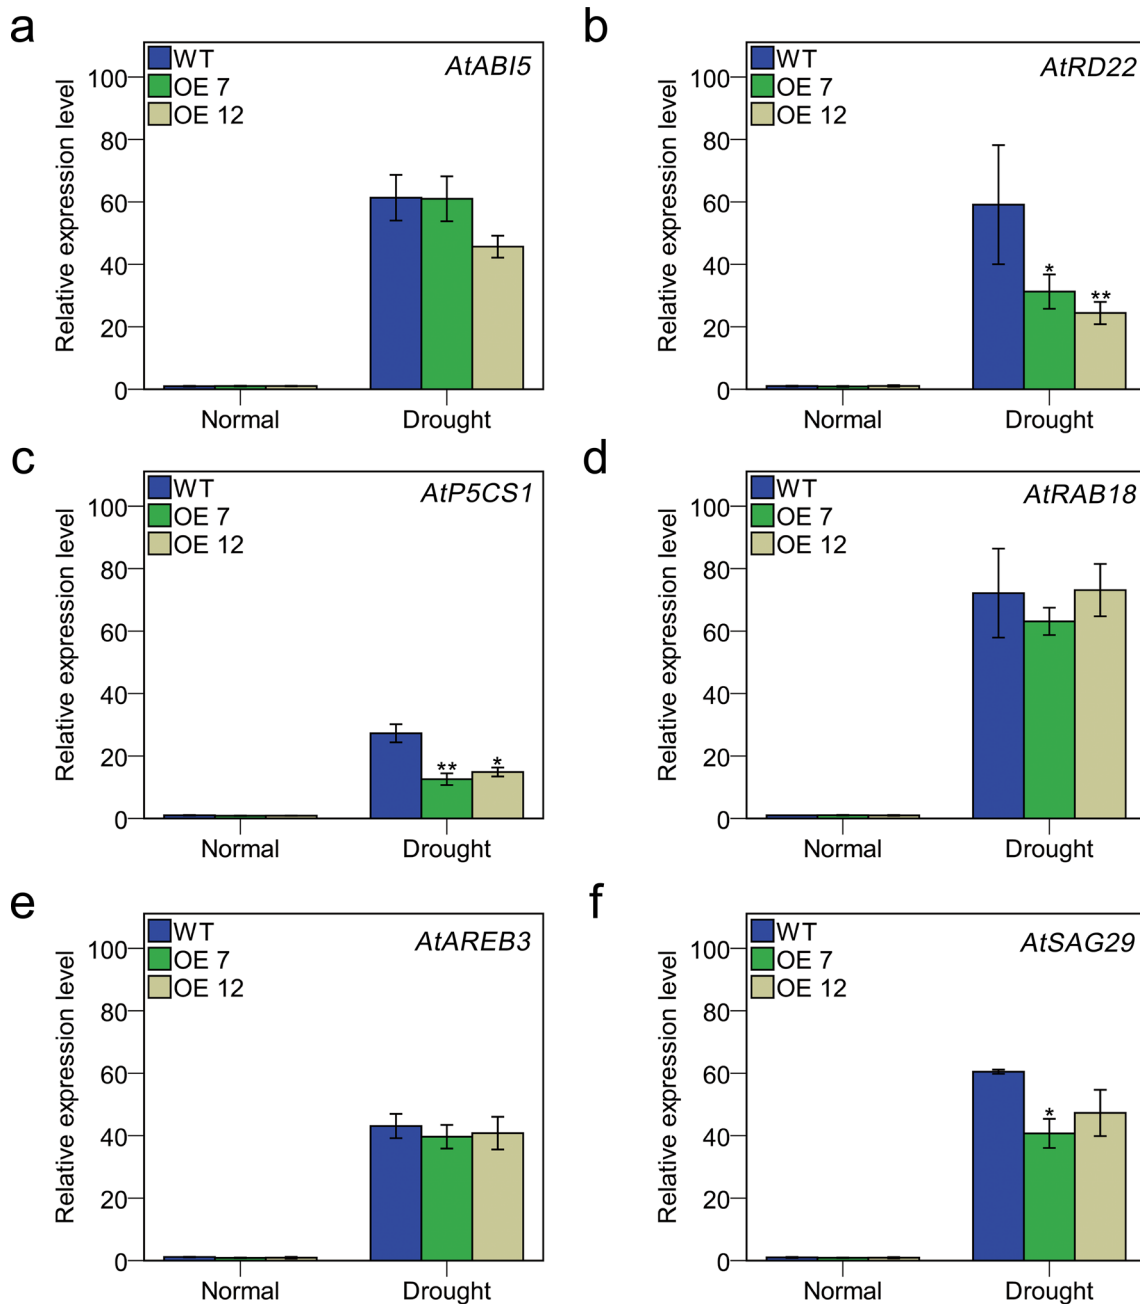 a
WT
OE 7
OE 12
AtABI5
Relative expression level
100
80
60
40
20
0
Normal
Drought
b
WT
OE 7
OE 12
AtRD22
Relative expression level
100
80
60
40
20
0
*
**
Normal
Drought
c
WT
OE 7
OE 12
AtP5CS1
Relative expression level
100
80
60
40
20
0
**
*
Normal
Drought
d
WT
OE 7
OE 12
AtRAB18
Relative expression level
100
80
60
40
20
0
Normal
Drought
e
WT
OE 7
OE 12
AtAREB3
Relative expression level
100
80
60
40
20
0
Normal
Drought
f
WT
OE 7
OE 12
AtSAG29
Relative expression level
100
80
60
40
20
0
*
Normal
Drought